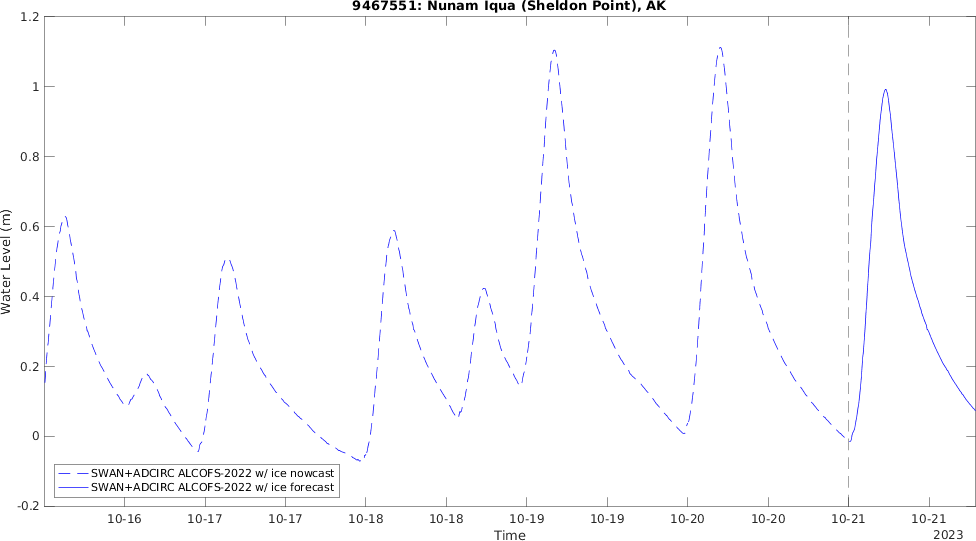 9467551: Nunam Iqua (Sheldon Point), AK
1.2
1
0.8
0.6
0.4
0.2
0
-0.2
Water Level (m)
SWAN+ADCIRC ALCOFS-2022 w/ ice nowcast
SWAN+ADCIRC ALCOFS-2022 w/ ice forecast
10-16 10-17 10-17 10-18 10-18 10-19 10-19 10-20 10-20 10-21 10-21
Time
2023